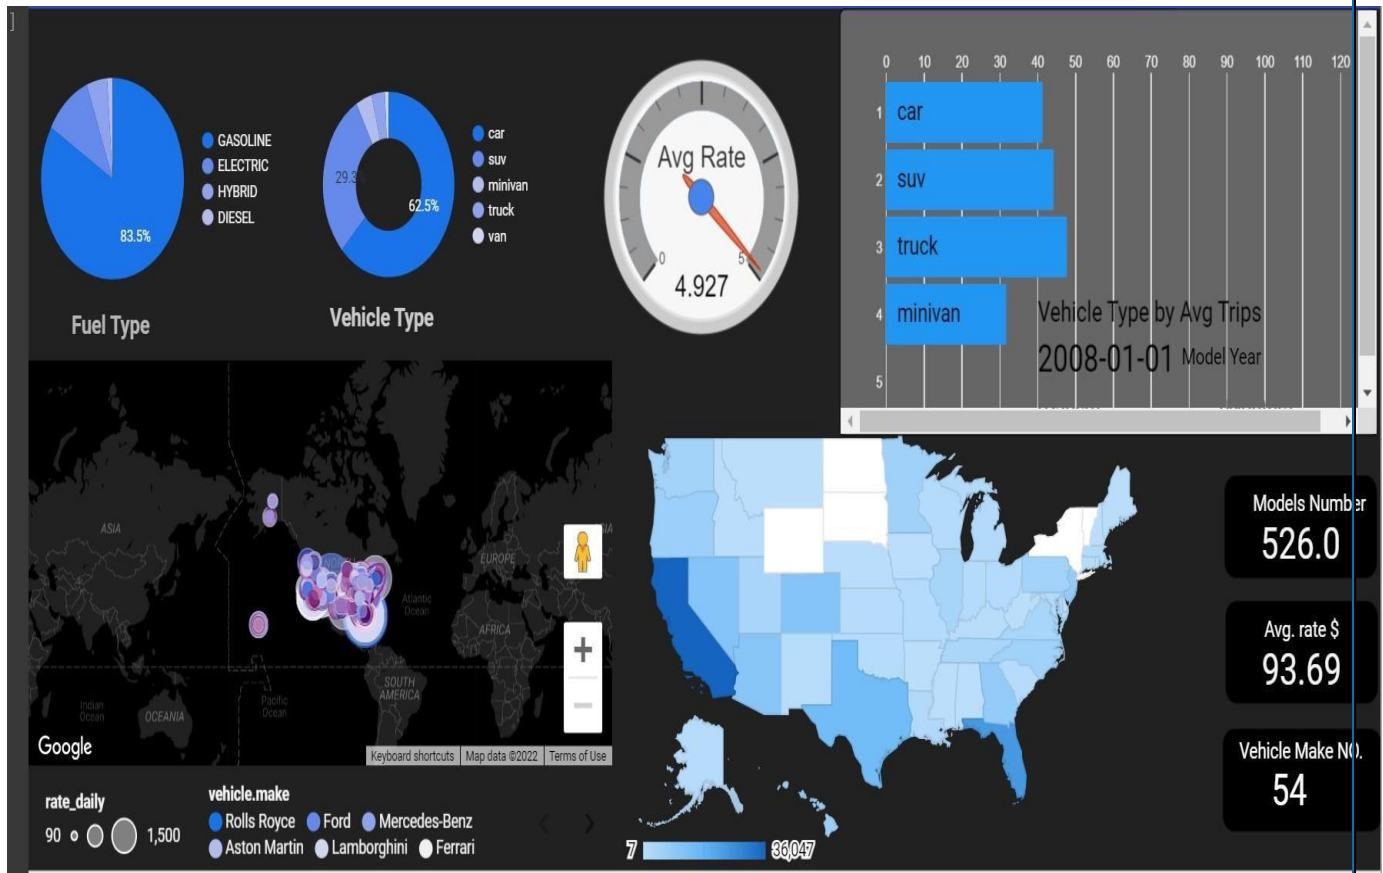 ]
GASOLINE
ELECTRIC
HYBRID
DIESEL
83.5%
Fuel Type
car
suv
minivan
truck
van
29.3
62.5%
Vehicle Type
Avg Rate
0
5
4.927
0 10 20 30 40 50 60 70 80 90 100 110 120
1 car
2 suv
3 truck
4 minivan
5
Vehicle Type by Avg Trips
2008-01-01 Model Year
ASIA
EUROPE
Atlantic
Ocean
AFRICA
SOUTH
AMERICA
Indian
Ocean
OCEANIA
Pacific
Ocean
Google
Keyboard shortcuts Map data ©2022 Terms of Use
rate_daily
90 1,500
vehicle.make
Rolls Royce Ford Mercedes-Benz
Aston Martin Lamborghini Ferrari
7 36,047
Models Number
526.0
Avg. rate $
93.69
Vehicle Make NO.
54